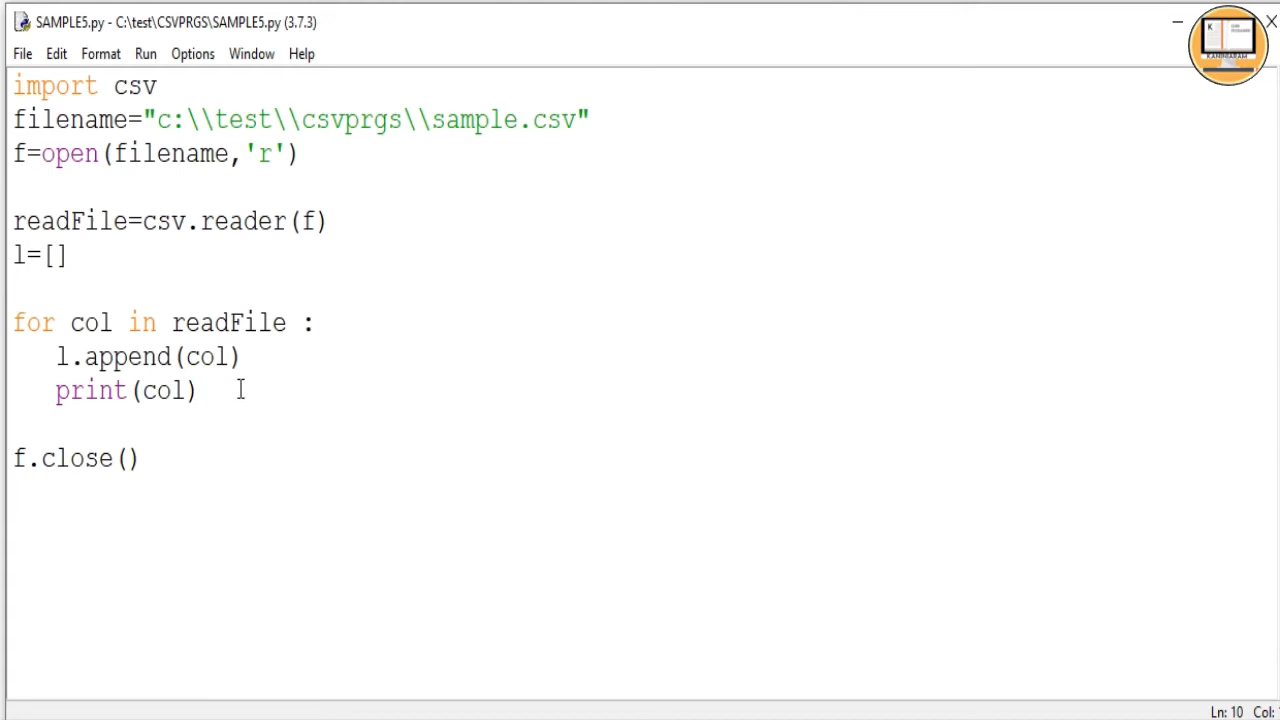 SAMPLE5.py - C:\test\CSVPRGS\SAMPLE5.py (3.7.3)
File Edit Format Run Options Window Help
import csv
filename="c:\\test\\csvprgs\\sample.csv"
f=open(filename,'r')
readFile=csv.reader(f)
l=[]
for col in readFile :
l.append(col)
print(col)
f.close()
Ln: 10 Col: